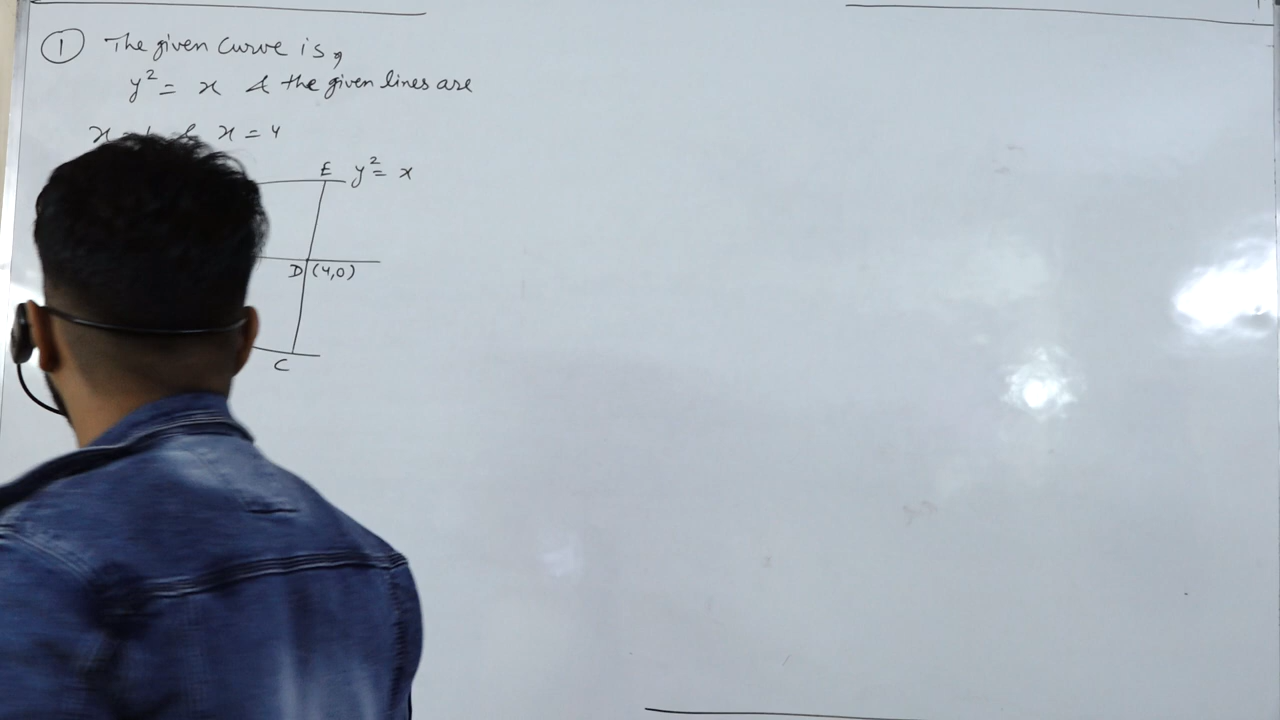 ① The given curve is,
y² = x & the given lines are
x = 4
E y² = x
D (4,0)
C